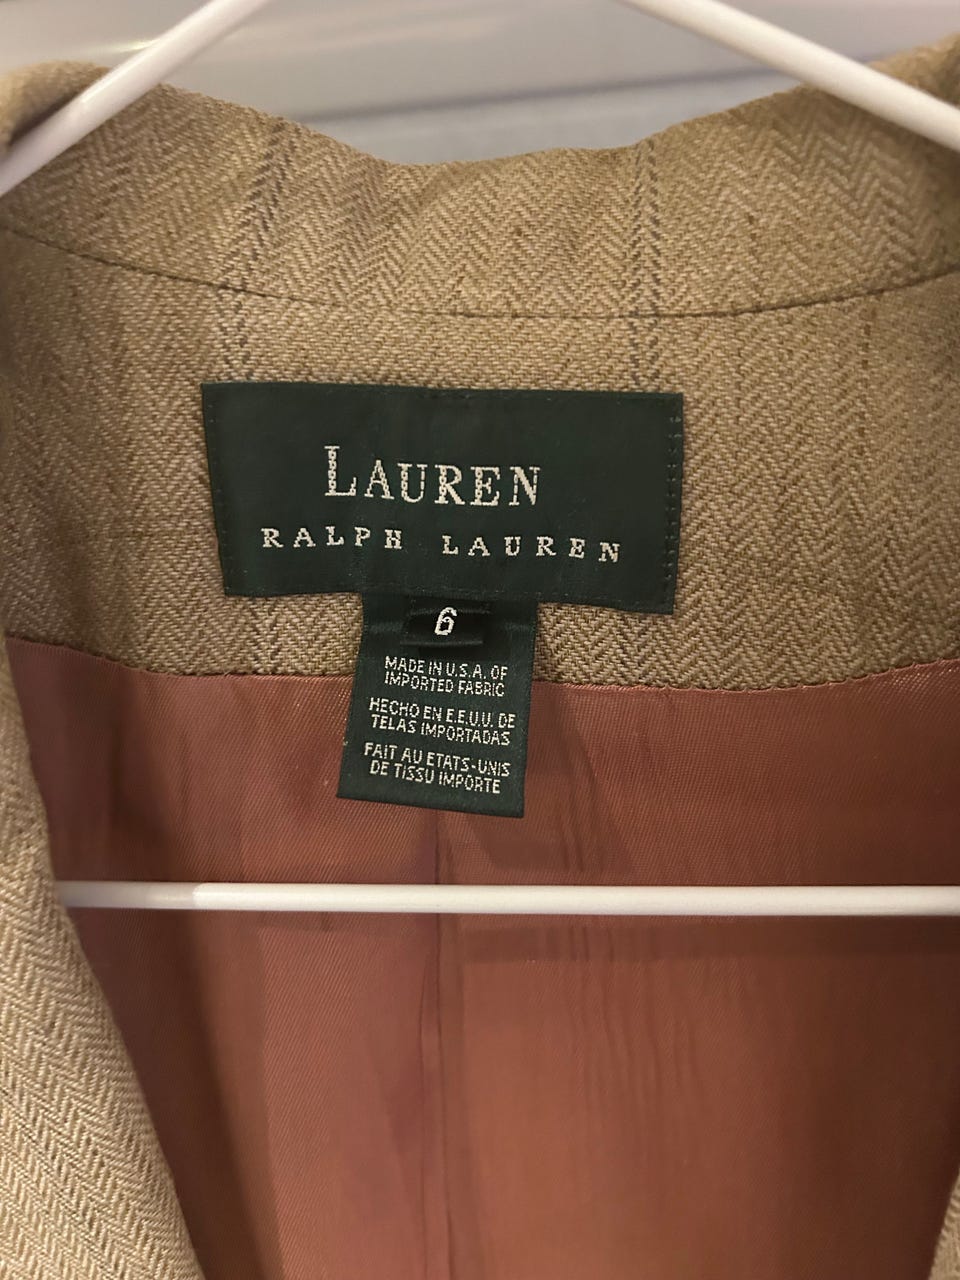 LAUREN
RALPH LAUREN
6
MADE IN U.S.A. OF
IMPORTED FABRIC
HECHO EN E.E.U.U. DE
TELAS IMPORTADAS
FAIT AU ETATS-UNIS
DE TISSU IMPORTE